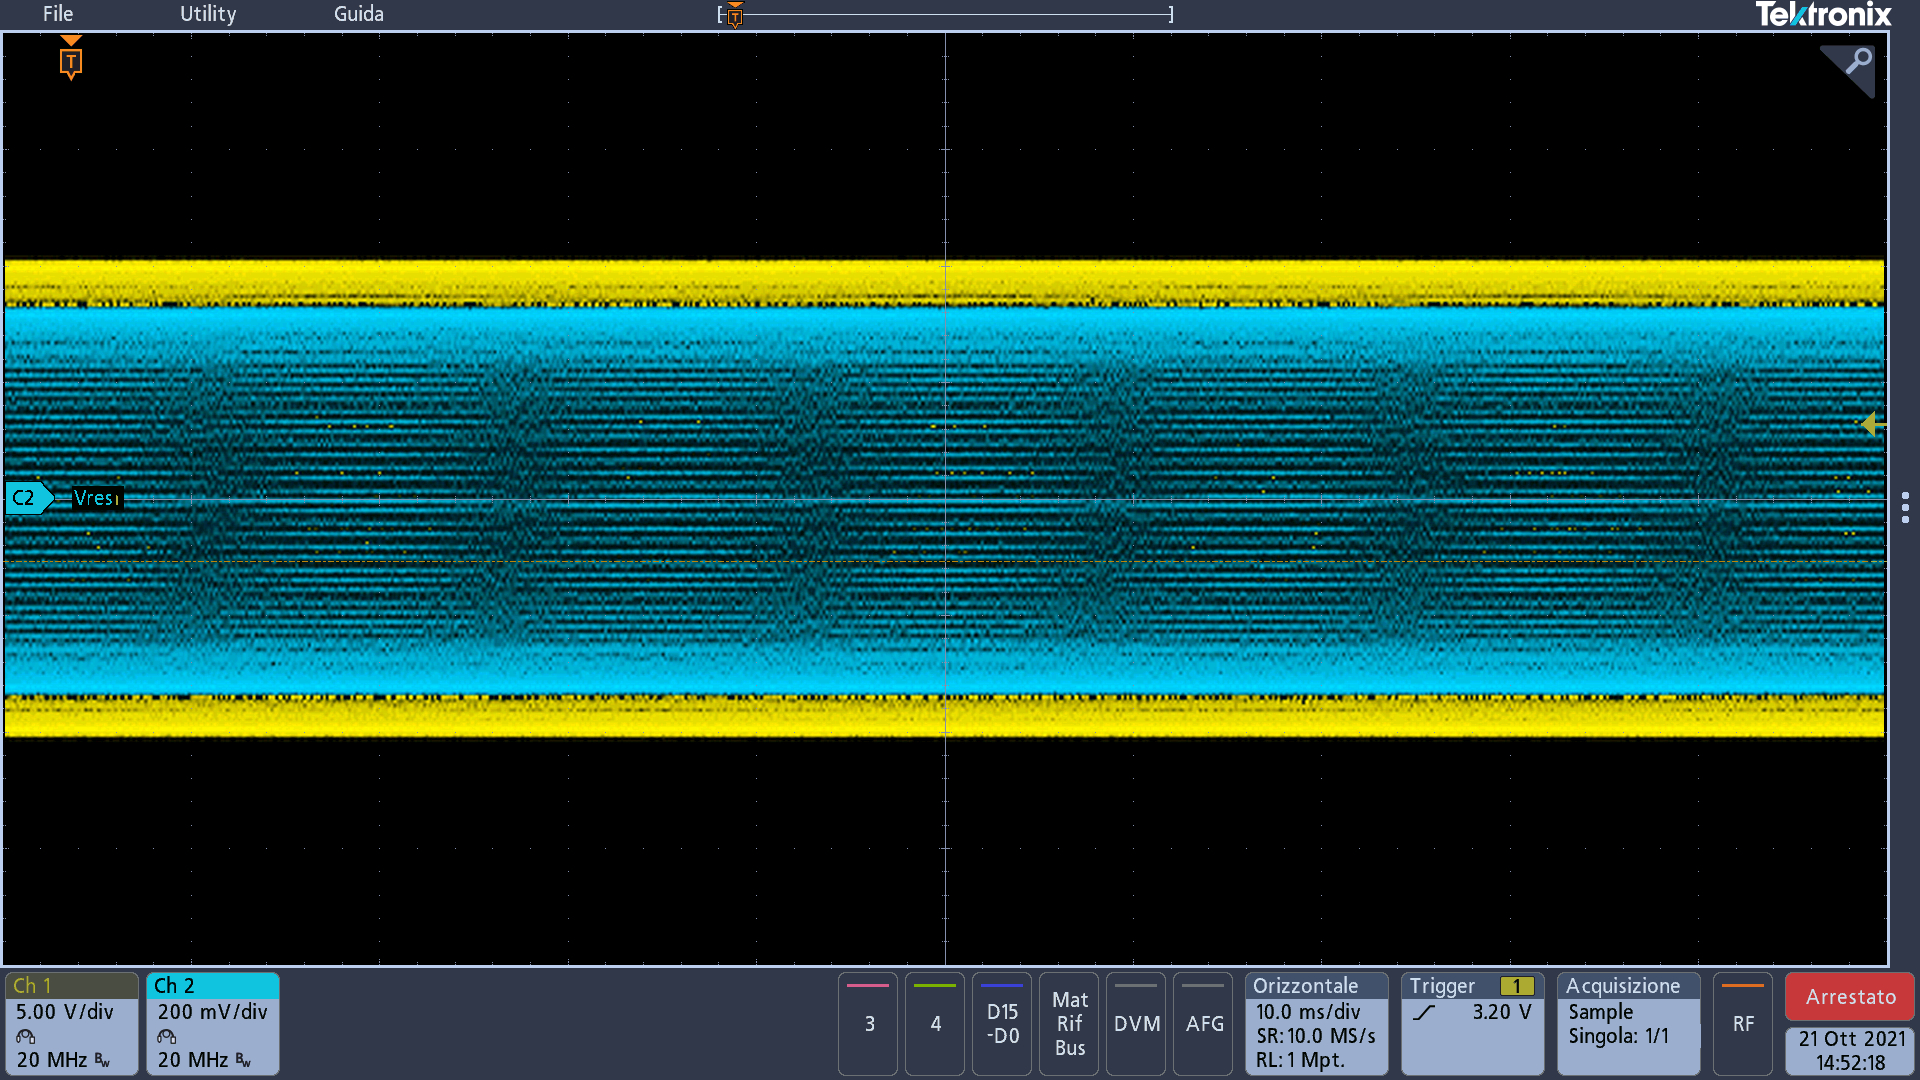 File Utility Guida
Tektronix
T
T
C2 Vres
Ch 1
5.00 V/div
20 MHz Bw
Ch 2
200 mV/div
20 MHz Bw
3
4
D15
-D0
Mat
Rif
Bus
DVM
AFG
Orizzontale
10.0 ms/div
SR: 10.0 MS/s
RL: 1 Mpt.
Trigger 1
3.20 V
Acquisizione
Sample
Singola: 1/1
RF
Arrestato
21 Ott 2021
14:52:18